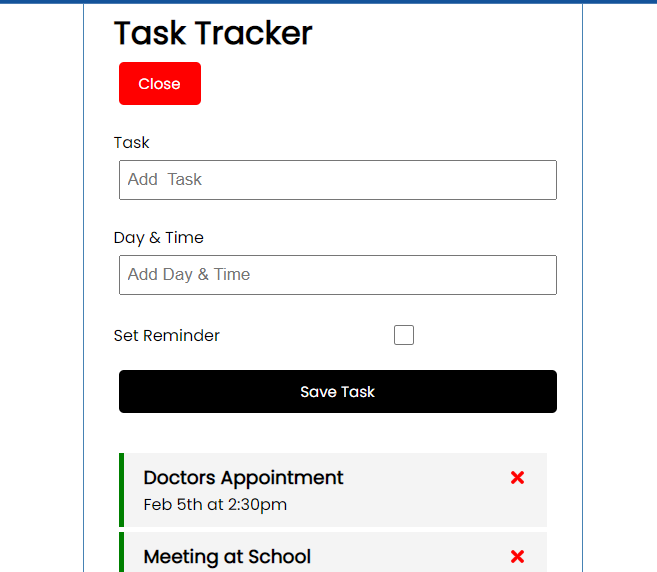 Task Tracker
Close
Task
Add  Task
Day & Time
Add Day & Time
Set Reminder
Save Task
Doctors Appointment
Feb 5th at 2:30pm
Meeting at School